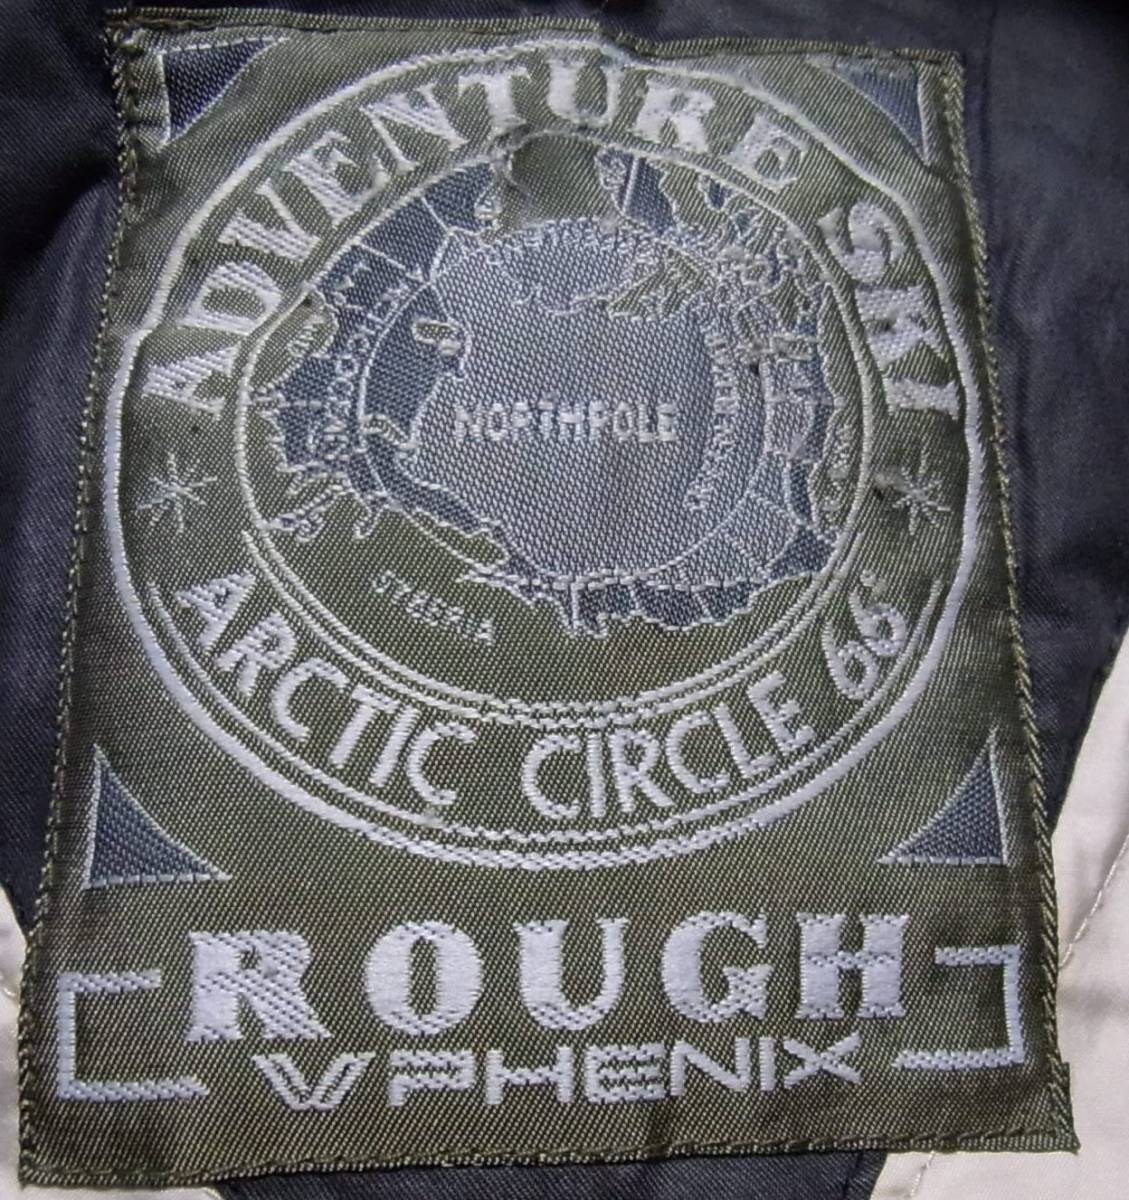 ADVENTURE SKI
NORTHPOLE
ARCTIC CIRCLE 66°
ROUGH
PHENIX